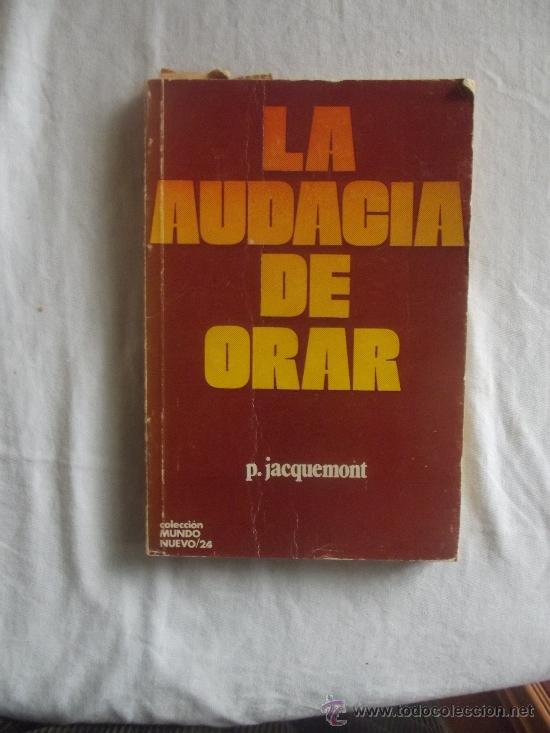 LA
AUDACIA
DE
ORAR
p. jacquemont
colección
MUNDO
NUEVO/24
www.todocoleccion.net